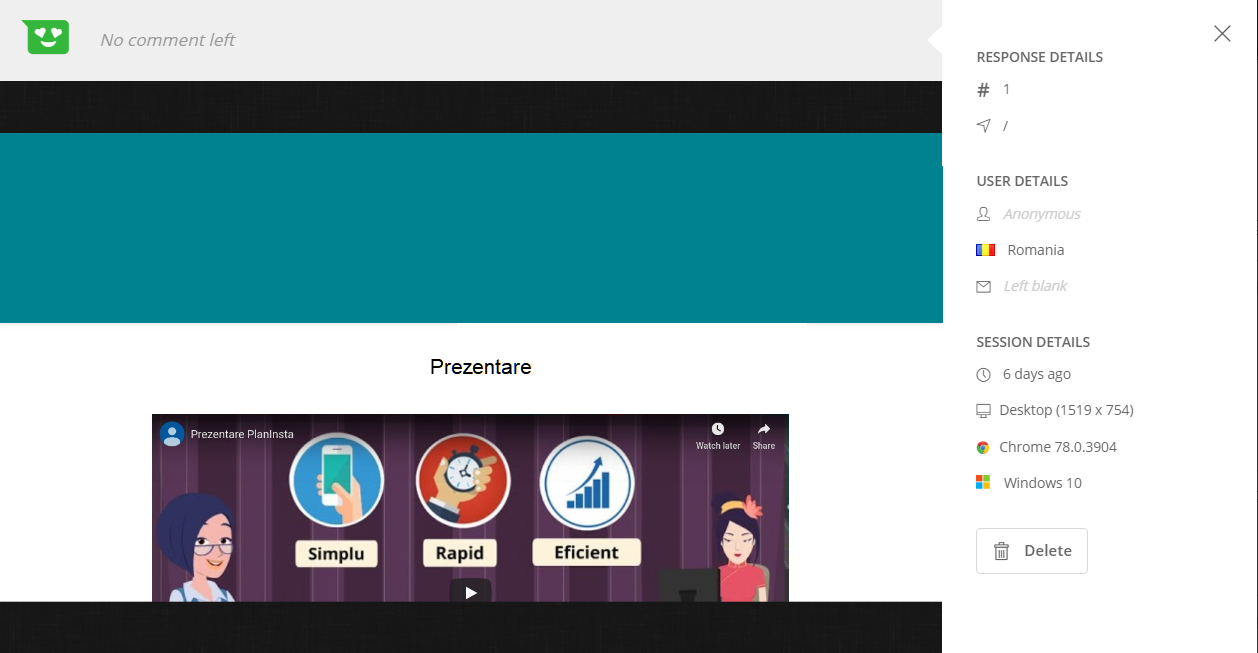 No comment left
Prezentare
Prezentare PlanInsta
Watch later
Share
Simplu
Rapid
Eficient
RESPONSE DETAILS
# 1
/
USER DETAILS
Anonymous
Romania
Left blank
SESSION DETAILS
6 days ago
Desktop (1519 x 754)
Chrome 78.0.3904
Windows 10
Delete